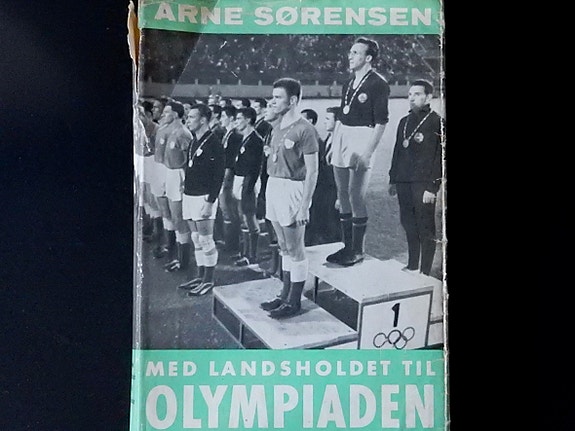 ARNE SØRENSEN
1
MED LANDSHOLDET TIL
OLYMPIADEN